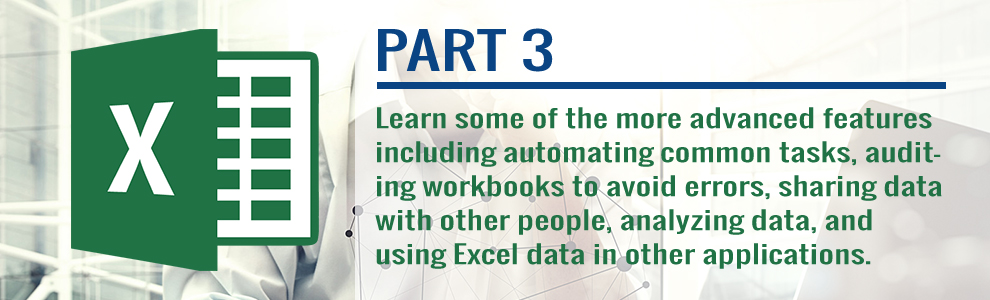 X
PART 3
Learn some of the more advanced features
including automating common tasks, audit-
ing workbooks to avoid errors, sharing data
with other people, analyzing data, and
using Excel data in other applications.